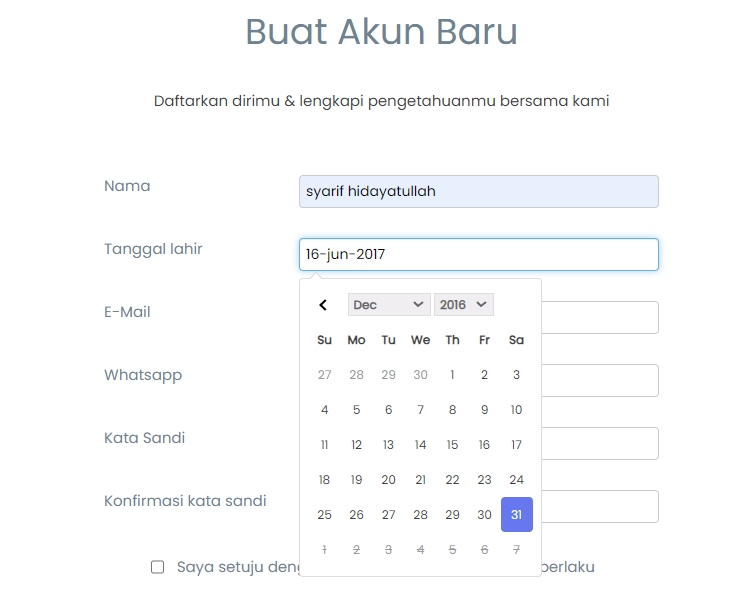 Buat Akun Baru
Daftarkan dirimu & lengkapi pengetahuanmu bersama kami
Nama
syarif hidayatullah
Tanggal lahir
16-jun-2017
Dec 2016
Su Mo Tu We Th Fr Sa
27 28 29 30 1 2 3
4 5 6 7 8 9 10
11 12 13 14 15 16 17
18 19 20 21 22 23 24
25 26 27 28 29 30 31
1 2 3 4 5 6 7
E-Mail
Whatsapp
Kata Sandi
Konfirmasi kata sandi
Saya setuju